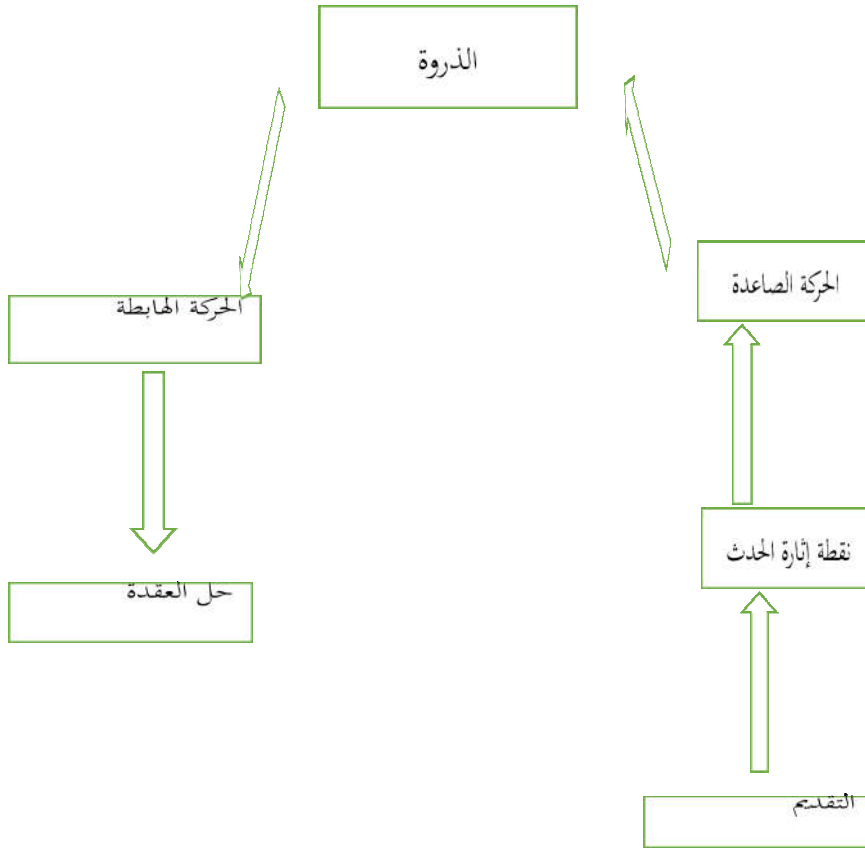 الذروة
الحركة الصاعدة
الحركة الهابطة
نقطة إثارة الحدث
حل العقدة
التقديم